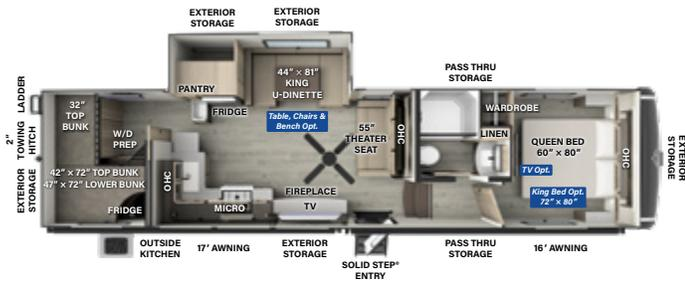 EXTERIOR
STORAGE
EXTERIOR
STORAGE
PANTRY
44" × 81"
KING
U-DINETTE
FRIDGE
Table, Chairs &
Bench Opt.
PASS THRU
STORAGE
WARDROBE
LINEN
OHC
55"
THEATER
SEAT
QUEEN BED
60" × 80"
TV Opt.
King Bed Opt.
72" × 80"
OHC
EXTERIOR
STORAGE
LADDER
2"
TOWING
HITCH
EXTERIOR
STORAGE
32"
TOP
BUNK
W/D
PREP
42" × 72" TOP BUNK
47" × 72" LOWER BUNK
FRIDGE
OHC
MICRO
FIREPLACE
TV
OUTSIDE
KITCHEN
17' AWNING
EXTERIOR
STORAGE
SOLID STEP®
ENTRY
PASS THRU
STORAGE
16' AWNING